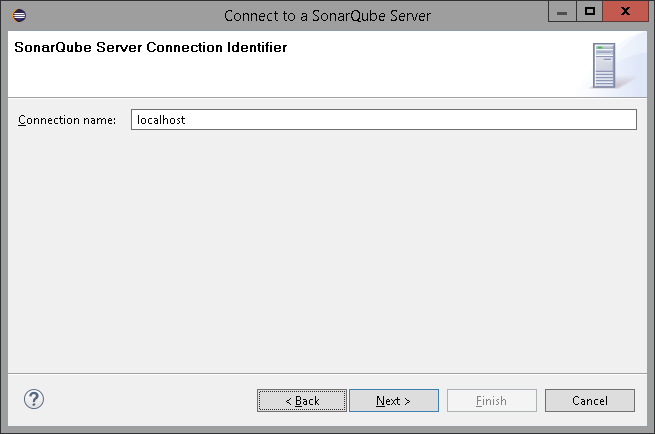 Connect to a SonarQube Server
SonarQube Server Connection Identifier
Connection name: localhost
< Back Next > Finish Cancel